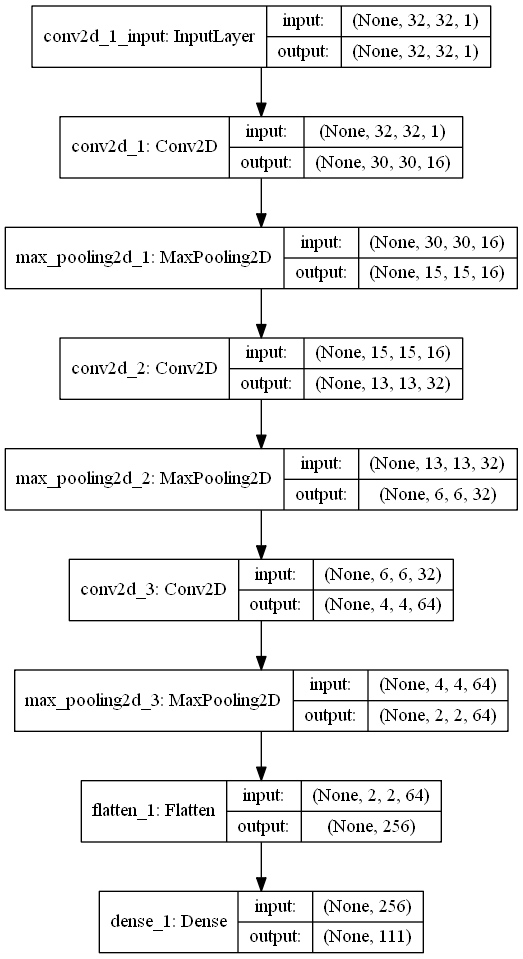 conv2d_1_input: InputLayer
input: (None, 32, 32, 1)
output: (None, 32, 32, 1)
conv2d_1: Conv2D
input: (None, 32, 32, 1)
output: (None, 30, 30, 16)
max_pooling2d_1: MaxPooling2D
input: (None, 30, 30, 16)
output: (None, 15, 15, 16)
conv2d_2: Conv2D
input: (None, 15, 15, 16)
output: (None, 13, 13, 32)
max_pooling2d_2: MaxPooling2D
input: (None, 13, 13, 32)
output: (None, 6, 6, 32)
conv2d_3: Conv2D
input: (None, 6, 6, 32)
output: (None, 4, 4, 64)
max_pooling2d_3: MaxPooling2D
input: (None, 4, 4, 64)
output: (None, 2, 2, 64)
flatten_1: Flatten
input: (None, 2, 2, 64)
output: (None, 256)
dense_1: Dense
input: (None, 256)
output: (None, 111)